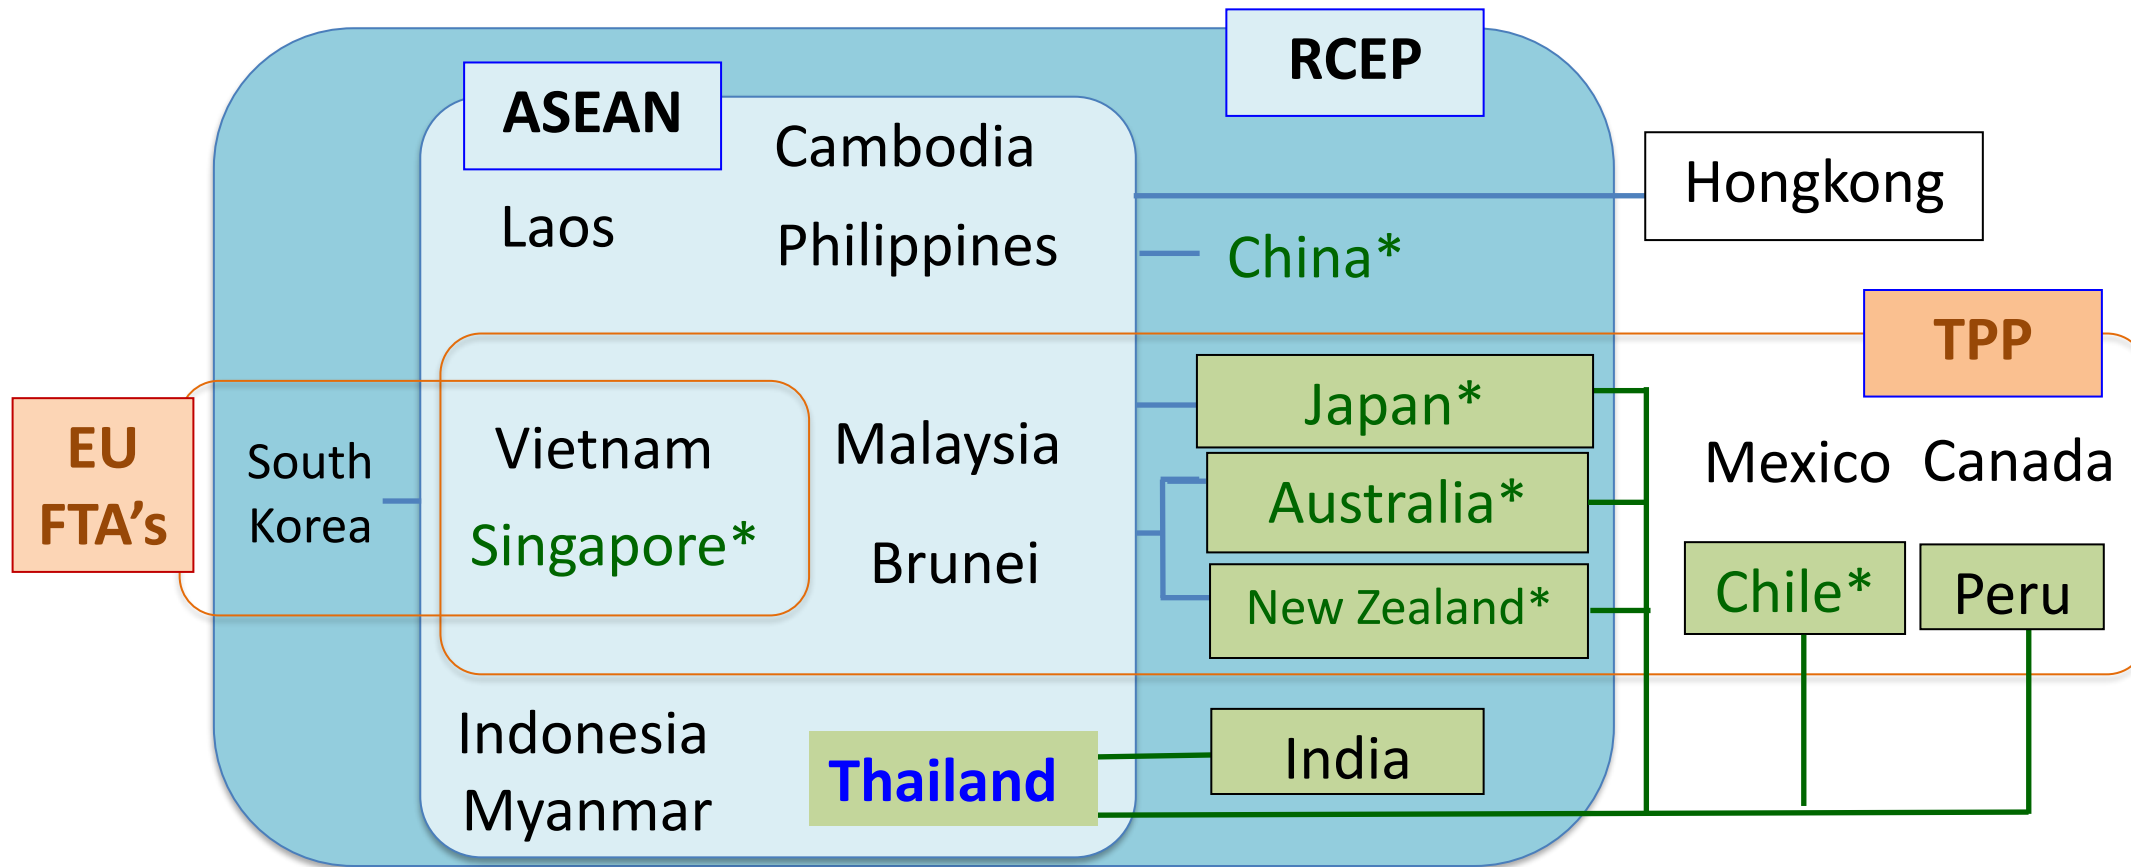 RCEP
ASEAN
Cambodia
Hongkong
Laos
Philippines
China*
TPP
Japan*
EU
FTA’s
South
Korea
Vietnam
Malaysia
Mexico
Canada
Australia*
Singapore*
Brunei
New Zealand*
Chile*
Peru
Indonesia
Thailand
India
Myanmar